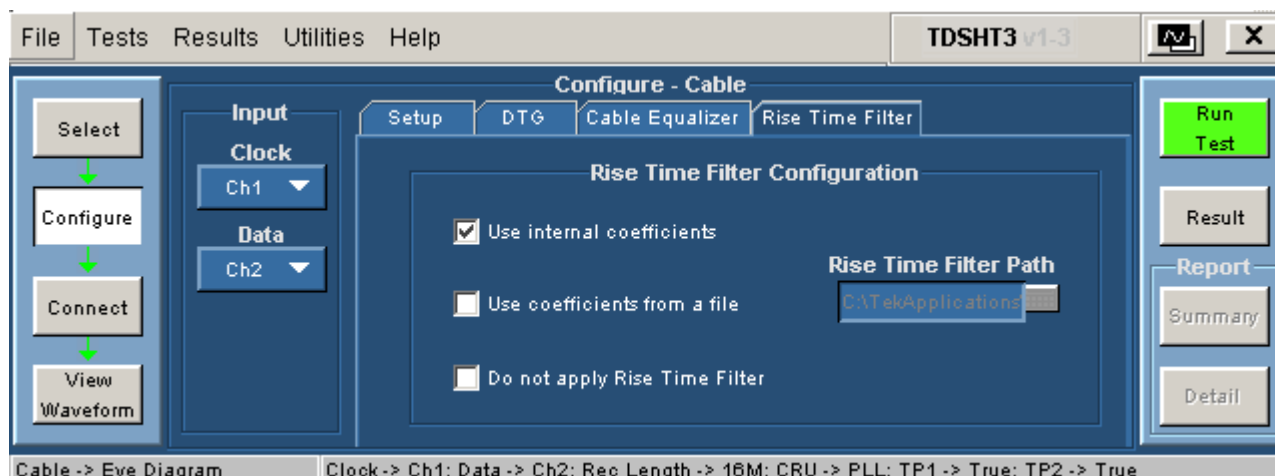 File Tests Results Utilities Help TDSHT3 v1-3
Configure - Cable
Select
Configure
Connect
View
Waveform
Input
Clock
Ch1
Data
Ch2
Setup DTG Cable Equalizer Rise Time Filter
Rise Time Filter Configuration
Use internal coefficients
Use coefficients from a file
Rise Time Filter Path
C:\TekApplications
Do not apply Rise Time Filter
Run
Test
Result
Report
Summary
Detail
Cable -> Eye Diagram Clock -> Ch1: Data -> Ch2: Rec Length -> 16M: CRU -> PLL: TP1 -> True: TP2 -> True